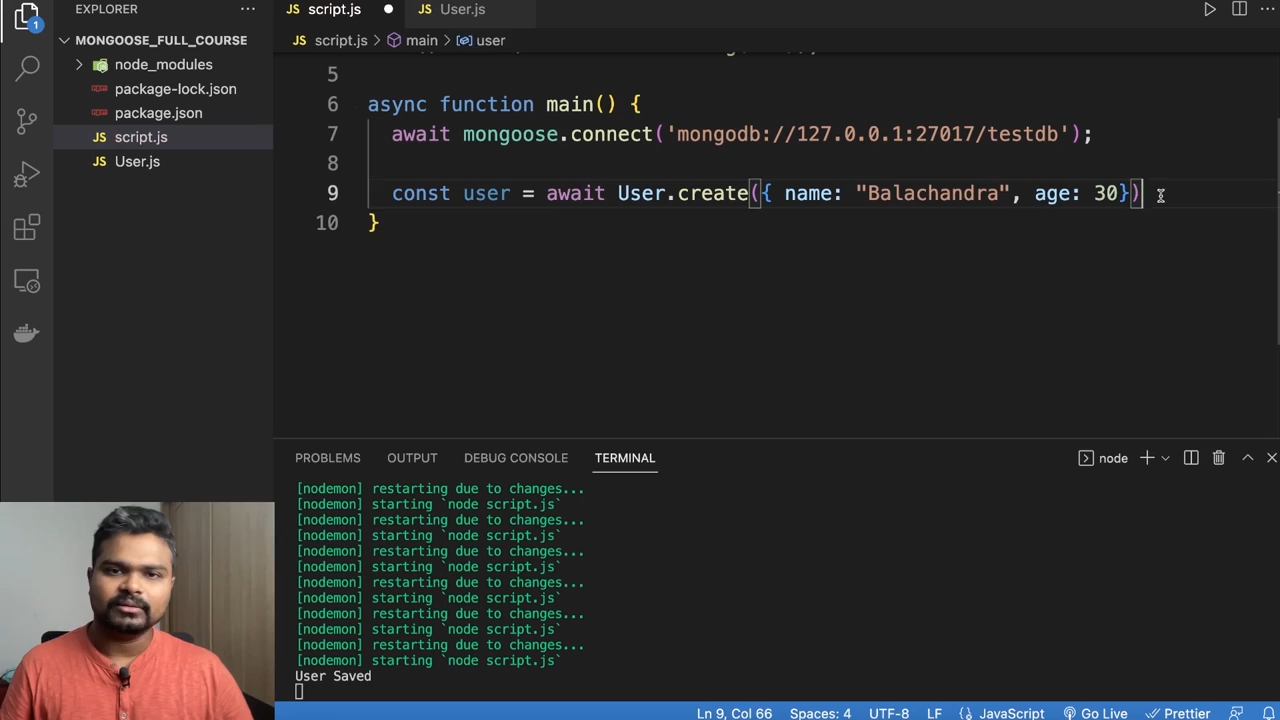 EXPLORER
script.js
User.js
1
MONGOOSE_FULL_COURSE
node_modules
package-lock.json
package.json
JS script.js
JS User.js
JS script.js > main > user
5
6 async function main() {
7 await mongoose.connect('mongodb://127.0.0.1:27017/testdb');
8
9 const user = await User.create({ name: "Balachandra", age: 30})
10 }
PROBLEMS OUTPUT DEBUG CONSOLE TERMINAL
node
[nodemon] restarting due to changes...
[nodemon] starting `node script.js`
[nodemon] restarting due to changes...
[nodemon] starting `node script.js`
[nodemon] restarting due to changes...
[nodemon] starting `node script.js`
[nodemon] restarting due to changes...
[nodemon] starting `node script.js`
[nodemon] restarting due to changes...
[nodemon] starting `node script.js`
[nodemon] restarting due to changes...
[nodemon] starting `node script.js`
User Saved
Ln 9, Col 66 Spaces: 4 UTF-8 LF {} JavaScript Go Live Prettier